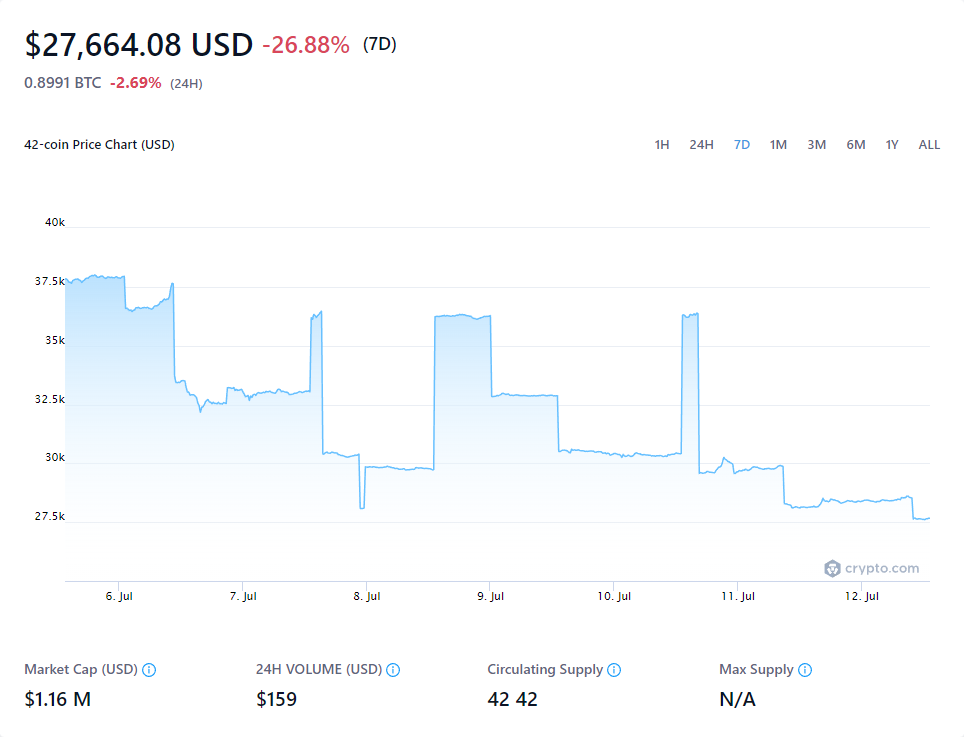 $27,664.08 USD -26.88% (7D)
0.8991 BTC -2.69% (24H)
42-coin Price Chart (USD) 1H 24H 7D 1M 3M 6M 1Y ALL
40k
37.5k
35k
32.5k
30k
27.5k
crypto.com
6. Jul 7. Jul 8. Jul 9. Jul 10. Jul 11. Jul 12. Jul
Market Cap (USD) 24H VOLUME (USD) Circulating Supply Max Supply
$1.16 M $159 42 42 N/A